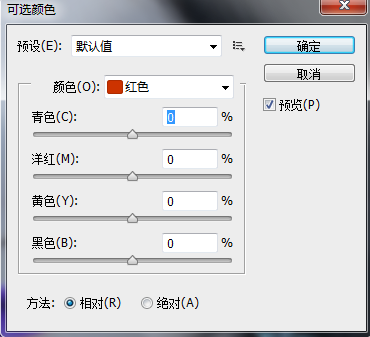 可选颜色
预设(E): 默认值
确定
颜色(O): 红色
取消
青色(C): 0 %
预览(P)
洋红(M): 0 %
黄色(Y): 0 %
黑色(B): 0 %
方法: 相对(R) 绝对(A)